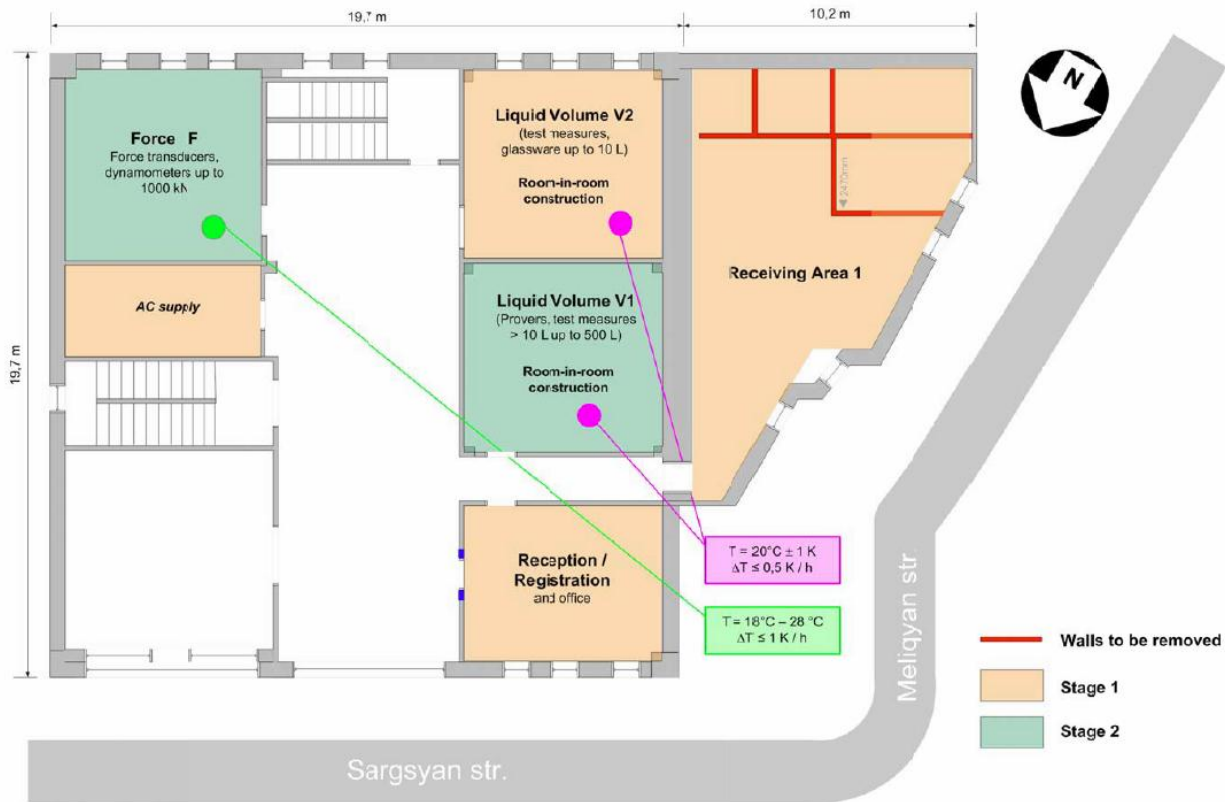 19,7 m
10,2 m
N
Force F
Force transducers,
dynamometers up to
1000 kN
Liquid Volume V2
(test measures,
glassware up to 10 L)
Room-in-room
construction
2470mm
Receiving Area 1
AC supply
Liquid Volume V1
(Provers, test measures
> 10 L up to 500 L)
Room-in-room
construction
19,7 m
Reception /
Registration
and office
T = 20°C ± 1 K
ΔT ≤ 0,5 K / h
T = 18°C – 28 °C
ΔT ≤ 1 K / h
Meliqyan str.
Walls to be removed
Stage 1
Stage 2
Sargsyan str.